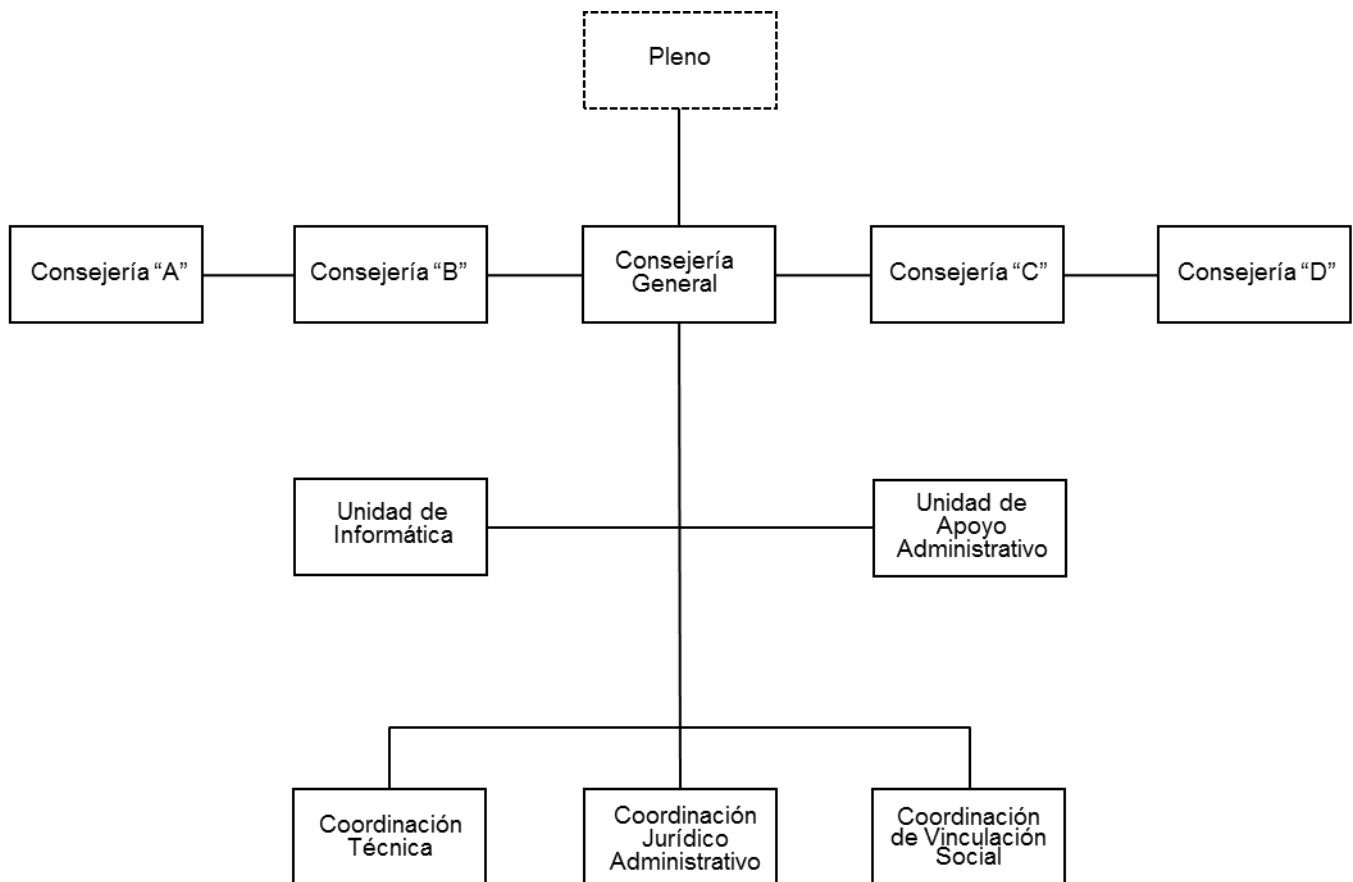 Pleno
Consejería “A”
Consejería “B”
Consejería
General
Consejería “C”
Consejería “D”
Unidad de
Informática
Unidad de
Apoyo
Administrativo
Coordinación
Técnica
Coordinación
Jurídico
Administrativo
Coordinación
de Vinculación
Social